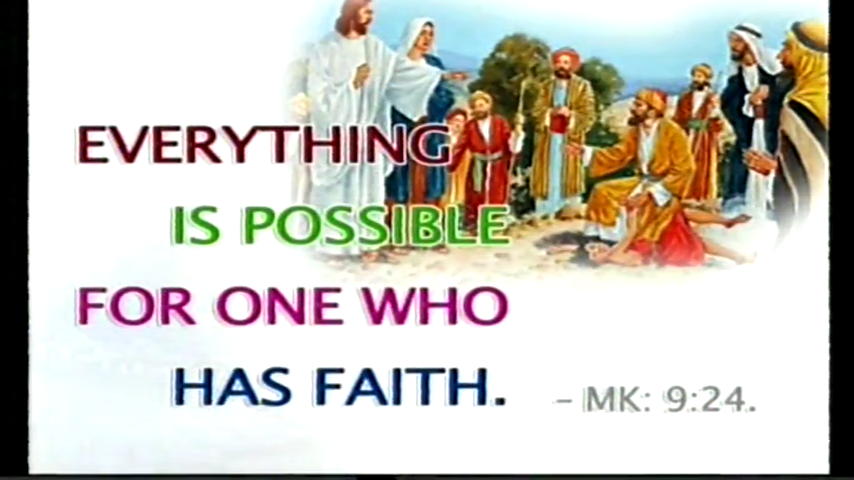 EVERYTHING
IS POSSIBLE
FOR ONE WHO
HAS FAITH.
– MK: 9:24.